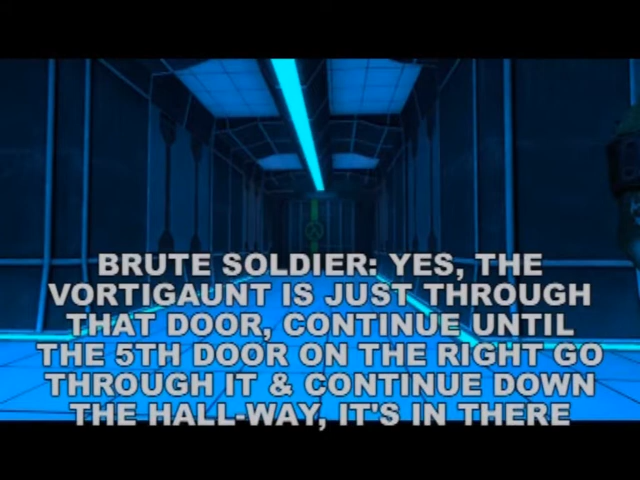 BRUTE SOLDIER: YES, THE
VORTIGAUNT IS JUST THROUGH
THAT DOOR, CONTINUE UNTIL
THE 5TH DOOR ON THE RIGHT GO
THROUGH IT & CONTINUE DOWN
THE HALL-WAY, IT'S IN THERE